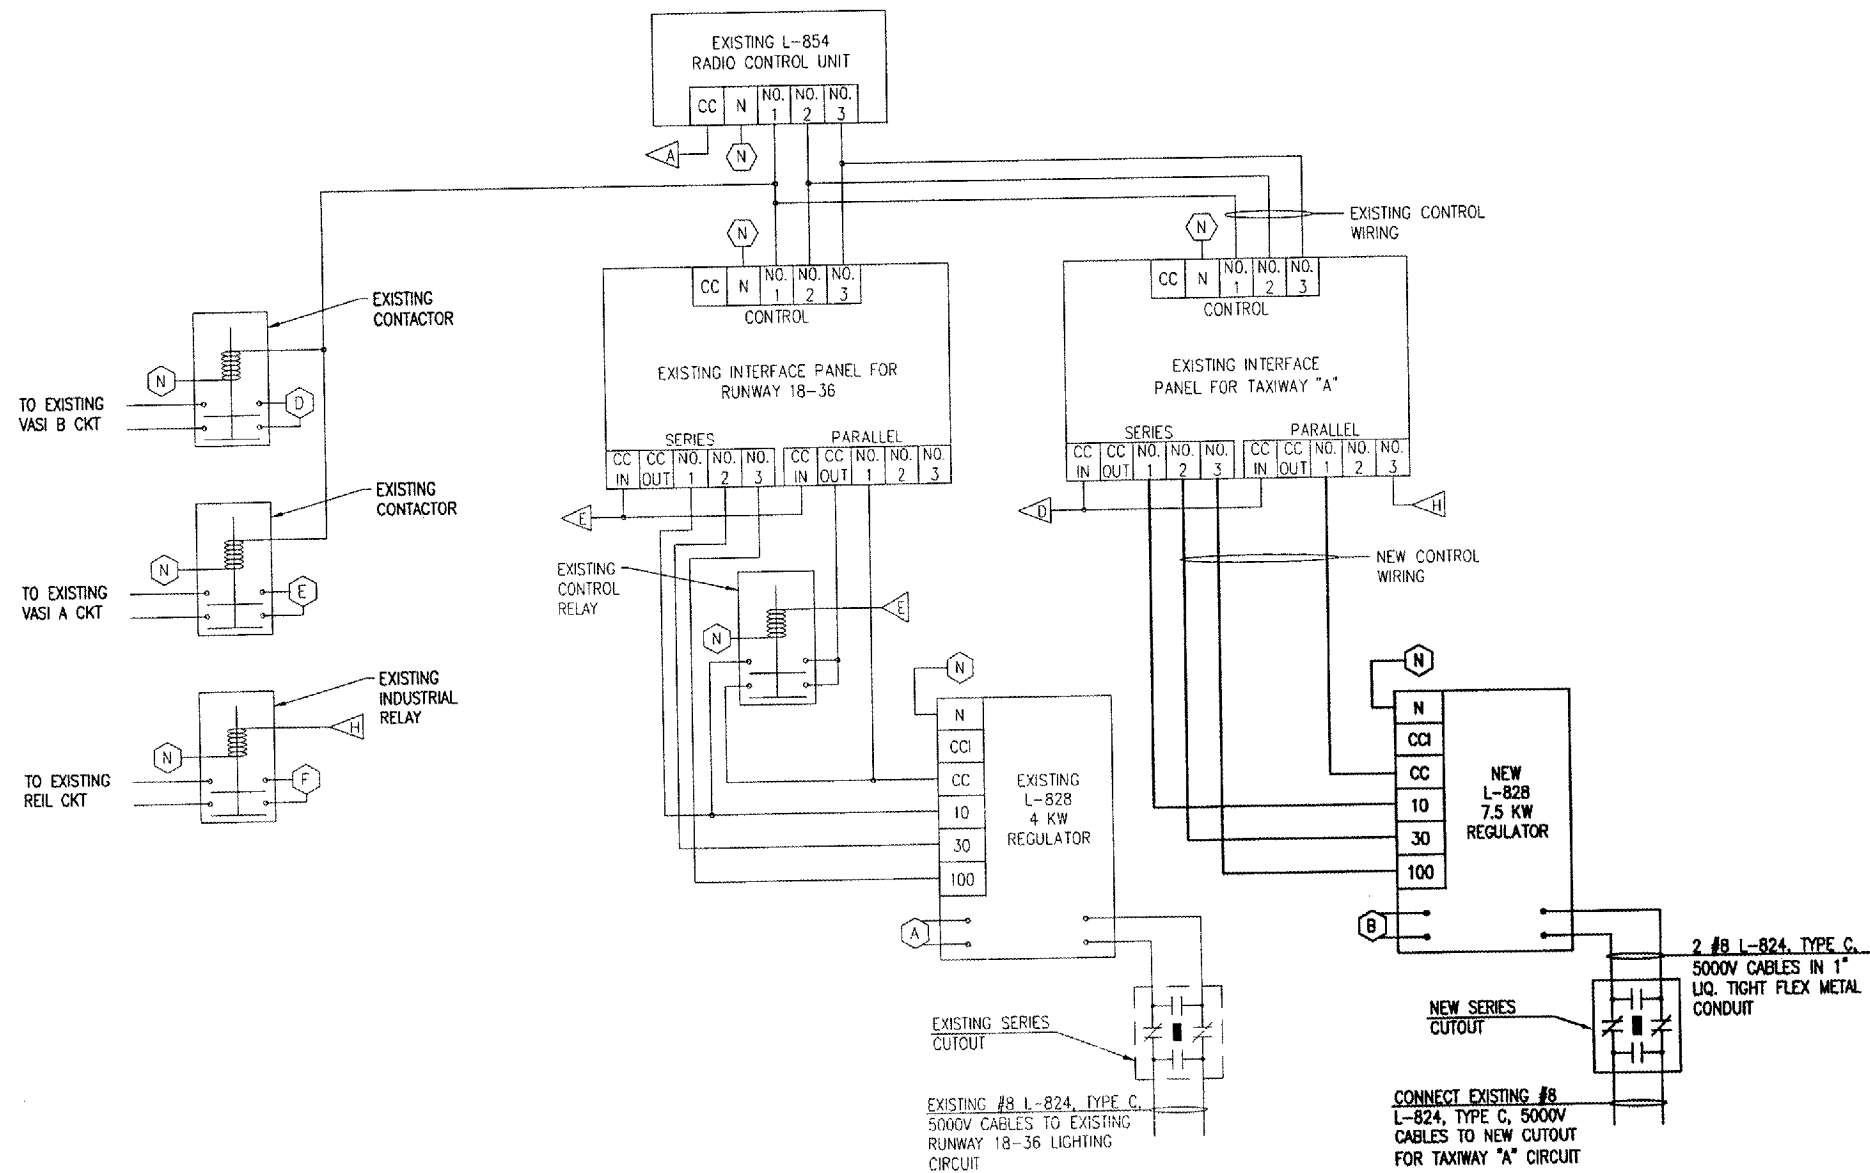 EXISTING L-854
RADIO CONTROL UNIT
CC N NO. 1 NO. 2 NO. 3
A
N
EXISTING CONTROL
WIRING
N
N
CC N NO. 1 NO. 2 NO. 3
CONTROL
EXISTING INTERFACE PANEL FOR
RUNWAY 18-36
SERIES
PARALLEL
CC IN CC OUT NO. 1 NO. 2 NO. 3 CC IN CC OUT NO. 1 NO. 2 NO. 3
CC N NO. 1 NO. 2 NO. 3
CONTROL
EXISTING INTERFACE
PANEL FOR TAXIWAY "A"
SERIES
PARALLEL
CC IN CC OUT NO. 1 NO. 2 NO. 3 CC IN CC OUT NO. 1 NO. 2 NO. 3
EXISTING
CONTACTOR
N
D
TO EXISTING
VASI B CKT
EXISTING
CONTACTOR
N
E
TO EXISTING
VASI A CKT
EXISTING
INDUSTRIAL
RELAY
H
N
F
TO EXISTING
REIL CKT
E
D
H
EXISTING
CONTROL
RELAY
E
N
NEW CONTROL
WIRING
N
N
CCI
CC
10
30
100
EXISTING
L-828
4 KW
REGULATOR
A
N
N
CCI
CC
10
30
100
NEW
L-828
7.5 KW
REGULATOR
B
2 #8 L-824, TYPE C,
5000V CABLES IN 1"
LIQ. TIGHT FLEX METAL
CONDUIT
EXISTING SERIES
CUTOUT
NEW SERIES
CUTOUT
EXISTING #8 L-824, TYPE C,
5000V CABLES TO EXISTING
RUNWAY 18-36 LIGHTING
CIRCUIT
CONNECT EXISTING #8
L-824, TYPE C, 5000V
CABLES TO NEW CUTOUT
FOR TAXIWAY "A" CIRCUIT